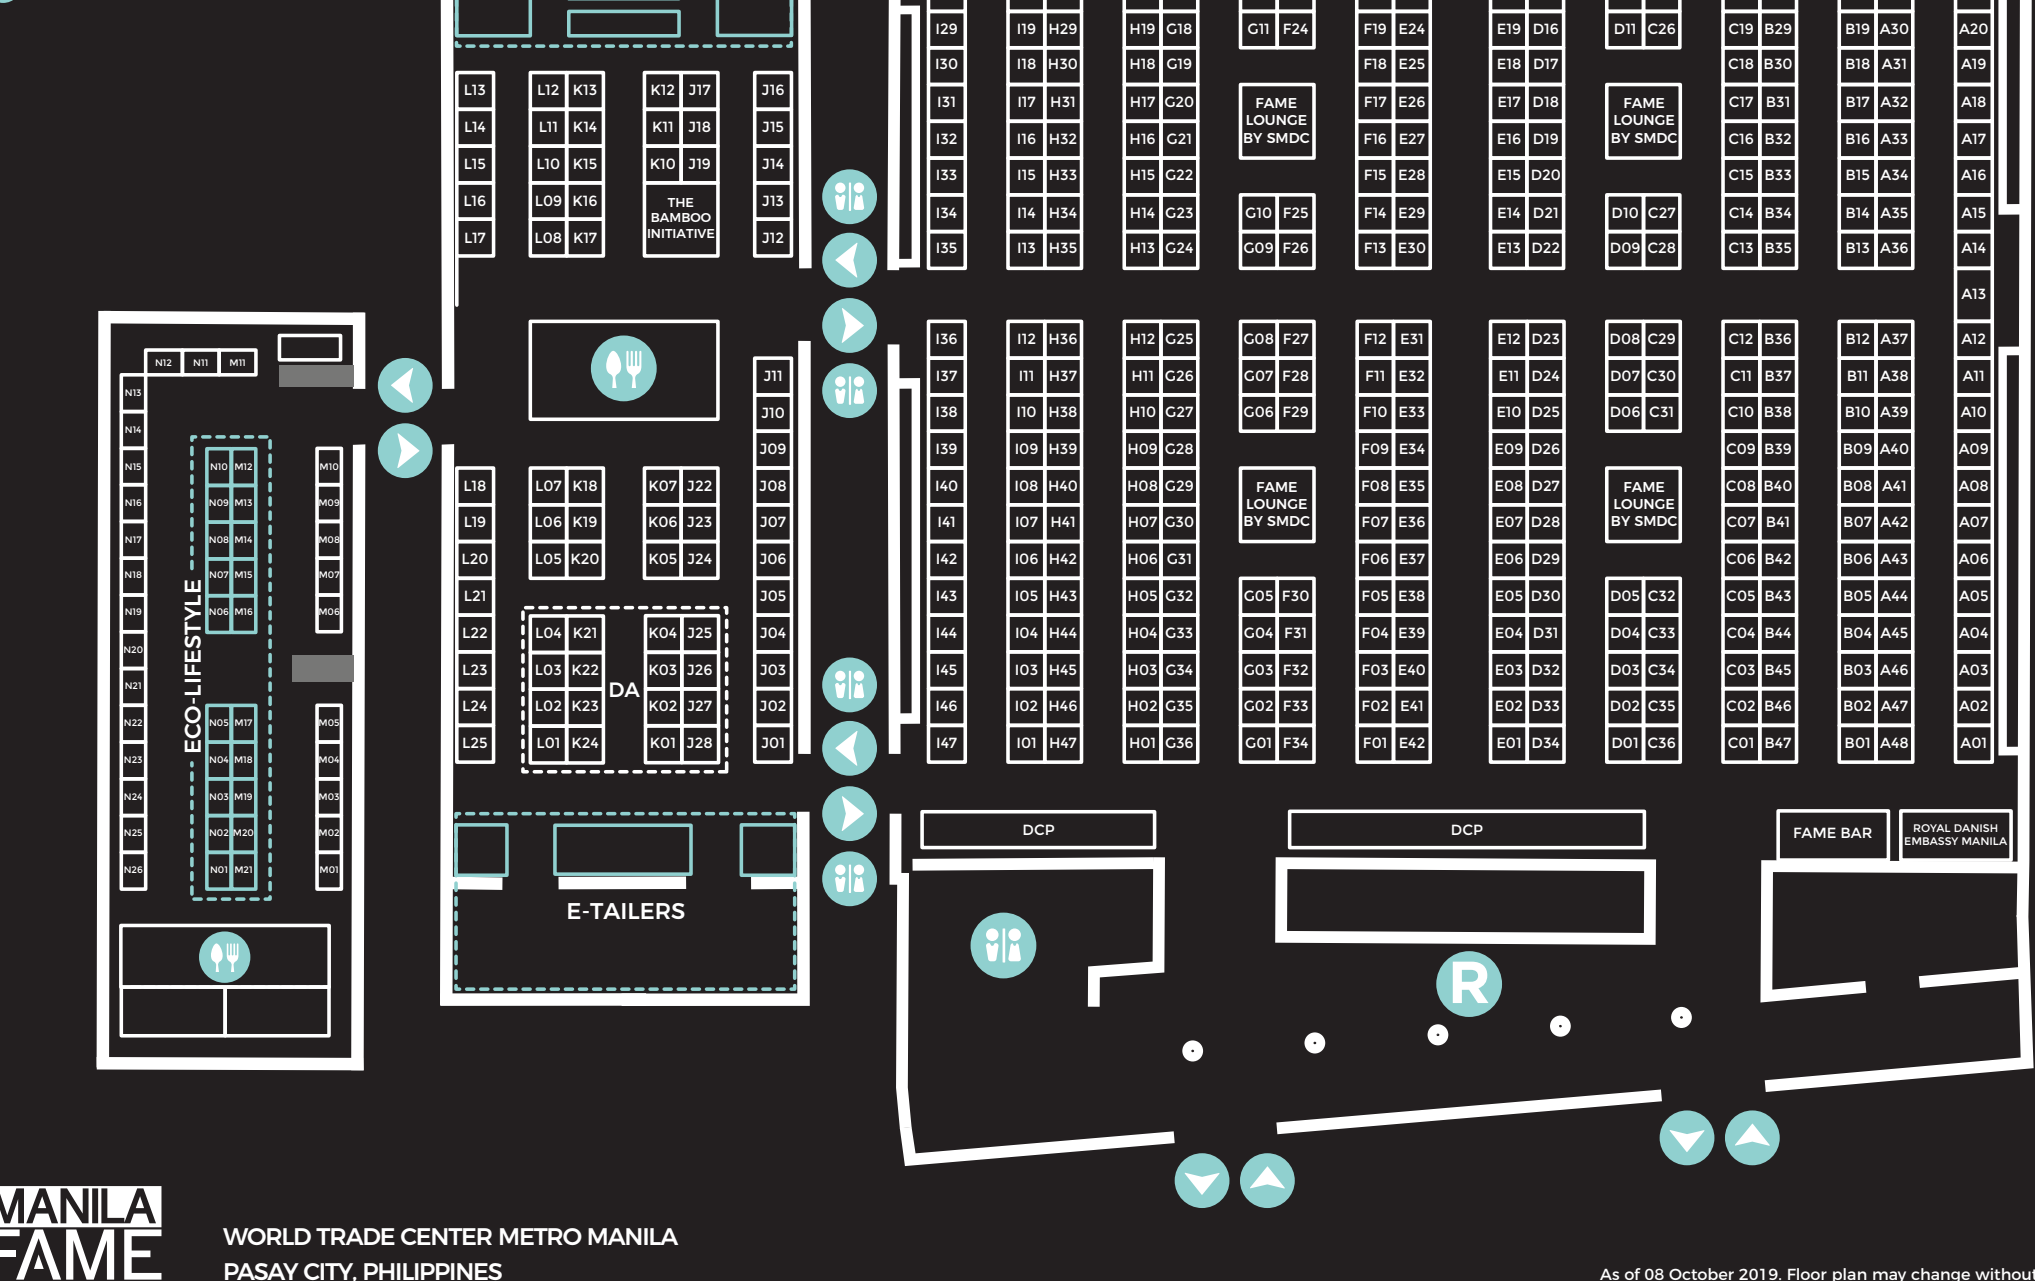 I29 I19 H29 H19 G18 G11 F24 F19 E24 E19 D16 D11 C26 C19 B29 B19 A30 A20
I30 I18 H30 H18 G19 F18 E25 E18 D17 C18 B30 B18 A31 A19
L13 L12 K13 K12 J17 J16
I31 I17 H31 H17 G20 FAME F17 E26 E17 D18 FAME C17 B31 B17 A32 A18
LOUNGE LOUNGE
L14 L11 K14 K11 J18 J15
I32 I16 H32 H16 G21 BY SMDC F16 E27 E16 D19 BY SMDC C16 B32 B16 A33 A17
L15 L10 K15 K10 J19 J14
I33 I15 H33 H15 G22 F15 E28 E15 D20 C15 B33 B15 A34 A16
L16 L09 K16 THE J13
BAMBOO
INITIATIVE
I34 I14 H34 H14 G23 G10 F25 F14 E29 E14 D21 D10 C27 C14 B34 B14 A35 A15
L17 L08 K17 J12
I35 I13 H35 H13 G24 G09 F26 F13 E30 E13 D22 D09 C28 C13 B35 B13 A36 A14
A13
I36 I12 H36 H12 G25 G08 F27 F12 E31 E12 D23 D08 C29 C12 B36 B12 A37 A12
N12 N11 M11
J11 I37 I11 H37 H11 G26 G07 F28 F11 E32 E11 D24 D07 C30 C11 B37 B11 A38 A11
N13
J10 I38 I10 H38 H10 G27 G06 F29 F10 E33 E10 D25 D06 C31 C10 B38 B10 A39 A10
N14
J09 I39 I09 H39 H09 G28 F09 E34 E09 D26 C09 B39 B09 A40 A09
N15 N10 M12 M10
L18 L07 K18 K07 J22 J08 I40 I08 H40 H08 G29 FAME F08 E35 E08 D27 FAME C08 B40 B08 A41 A08
LOUNGE LOUNGE
N16 N09 M13 M09
L19 L06 K19 K06 J23 J07 I41 I07 H41 H07 G30 BY SMDC F07 E36 E07 D28 BY SMDC C07 B41 B07 A42 A07
N17 N08 M14 M08
L20 L05 K20 K05 J24 J06 I42 I06 H42 H06 G31 F06 E37 E06 D29 C06 B42 B06 A43 A06
N18 N07 M15 M07
L21 J05 I43 I05 H43 H05 G32 G05 F30 F05 E38 E05 D30 D05 C32 C05 B43 B05 A44 A05
N19 N06 M16 M06
L22 L04 K21 K04 J25 J04 I44 I04 H44 H04 G33 G04 F31 F04 E39 E04 D31 D04 C33 C04 B44 B04 A45 A04
N20
ECO-LIFESTYLE
L23 L03 K22 K03 J26 J03 I45 I03 H45 H03 G34 G03 F32 F03 E40 E03 D32 D03 C34 C03 B45 B03 A46 A03
N21
DA
L24 L02 K23 K02 J27 J02 I46 I02 H46 H02 G35 G02 F33 F02 E41 E02 D33 D02 C35 C02 B46 B02 A47 A02
N22 N05 M17 M05
L25 L01 K24 K01 J28 J01 I47 I01 H47 H01 G36 G01 F34 F01 E42 E01 D34 D01 C36 C01 B47 B01 A48 A01
N23 N04 M18 M04
N24 N03 M19 M03
N25 N02 M20 M02
DCP DCP FAME BAR ROYAL DANISH
EMBASSY MANILA
N26 N01 M21 M01
E-TAILERS
R
MANILA
FAME
WORLD TRADE CENTER METRO MANILA
PASAY CITY, PHILIPPINES
As of 08 October 2019. Floor plan may change without